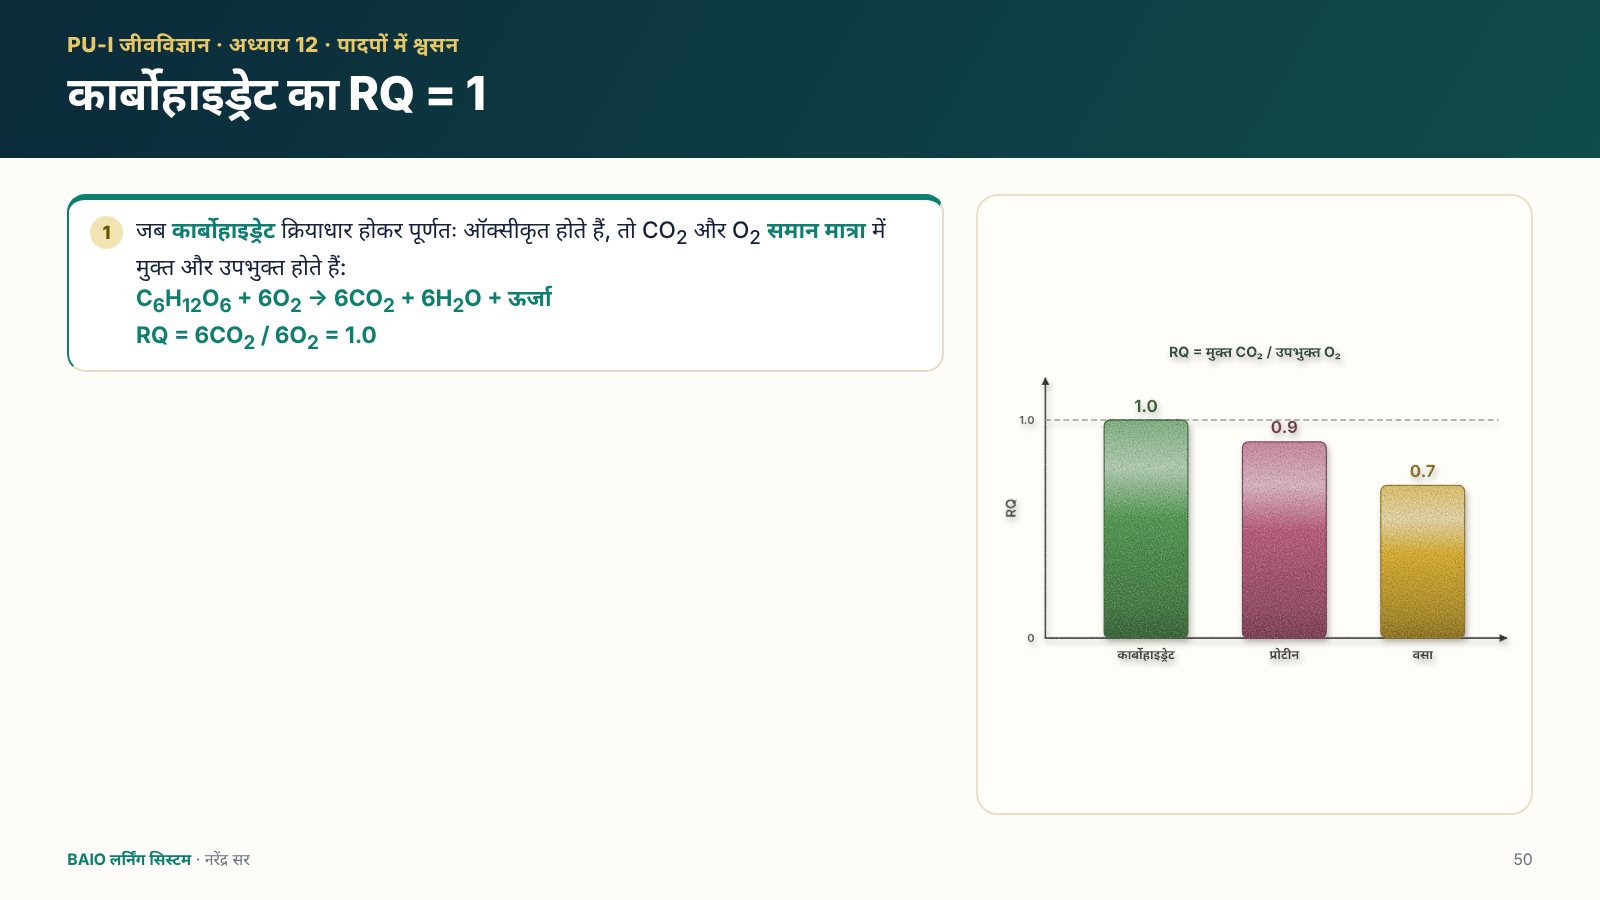 PU-I जीवविज्ञान · अध्याय 12 · पादपों में श्वसन
कार्बोहाइड्रेट का RQ = 1
1
जब कार्बोहाइड्रेट क्रियाधार होकर पूर्णतः ऑक्सीकृत होते हैं, तो CO₂ और O₂ समान मात्रा में
मुक्त और उपभुक्त होते हैं:
C₆H₁₂O₆ + 6O₂ → 6CO₂ + 6H₂O + ऊर्जा
RQ = 6CO₂ / 6O₂ = 1.0
RQ = मुक्त CO₂ / उपभुक्त O₂
1.0
1.0
0.9
0.7
RQ
0
कार्बोहाइड्रेट
प्रोटीन
वसा
BAIO लर्निंग सिस्टम · नरेंद्र सर
50